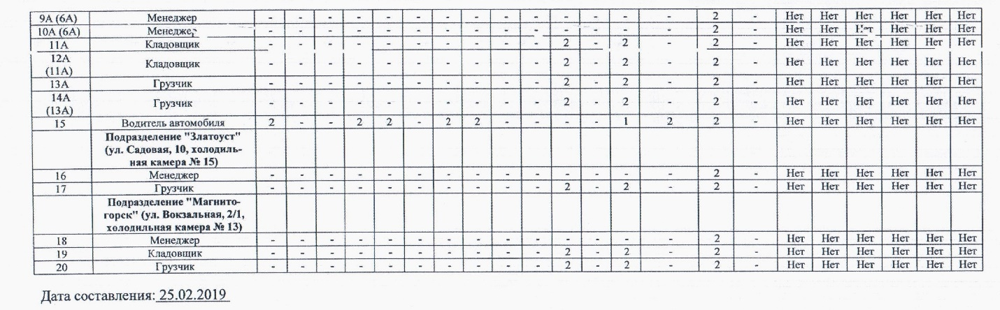 9А (6А) Менеджер - - - - - - - - - - - - - - 2 - Нет Нет Нет Нет Нет Нет
10А (6А) Менеджер - - - - - - - - - - - - - - 2 - Нет Нет Нет Нет Нет Нет
11А Кладовщик - - - - - - - - - - 2 - 2 - 2 - Нет Нет Нет Нет Нет Нет
12А
(11А) Кладовщик - - - - - - - - - - 2 - 2 - 2 - Нет Нет Нет Нет Нет Нет
13А Грузчик - - - - - - - - - - 2 - 2 - 2 - Нет Нет Нет Нет Нет Нет
14А
(13А) Грузчик - - - - - - - - - - 2 - 2 - 2 - Нет Нет Нет Нет Нет Нет
15 Водитель автомобиля 2 - - 2 2 - 2 2 - - - - 1 2 2 - Нет Нет Нет Нет Нет Нет
Подразделение "Златоуст"
(ул. Садовая, 10, холодиль-
ная камера № 15)
16 Менеджер - - - - - - - - - - - - - - 2 - Нет Нет Нет Нет Нет Нет
17 Грузчик - - - - - - - - - - 2 - 2 - 2 - Нет Нет Нет Нет Нет Нет
Подразделение "Магнито-
горск" (ул. Вокзальная, 2/1,
холодильная камера № 13)
18 Менеджер - - - - - - - - - - - - - - 2 - Нет Нет Нет Нет Нет Нет
19 Кладовщик - - - - - - - - - - 2 - 2 - 2 - Нет Нет Нет Нет Нет Нет
20 Грузчик - - - - - - - - - - 2 - 2 - 2 - Нет Нет Нет Нет Нет Нет
Дата составления: 25.02.2019